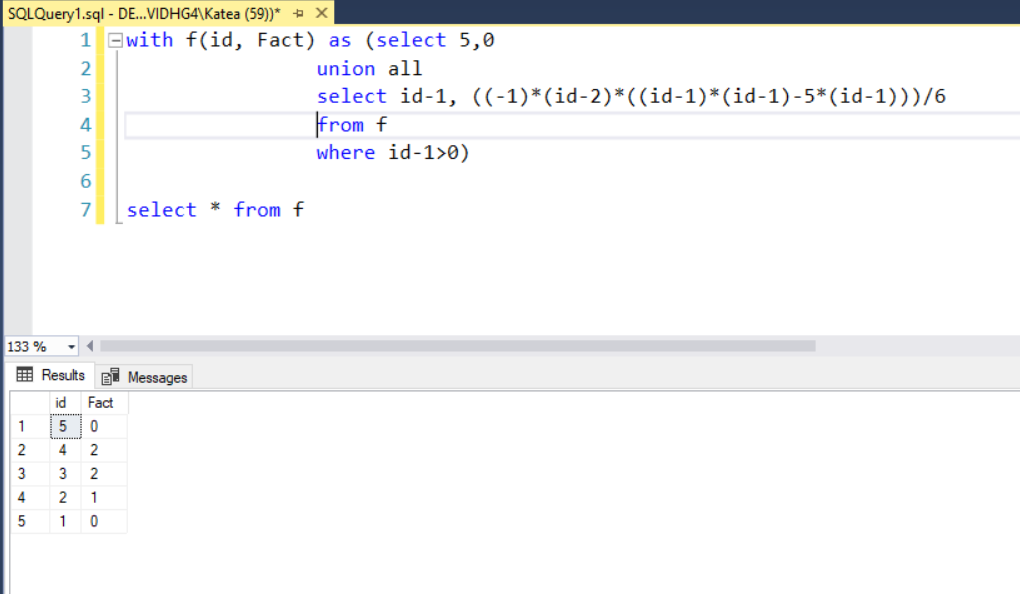 SQLQuery1.sql - DE...VIDHG4\Katea (59))*
1 with f(id, Fact) as (select 5,0
2 union all
3 select id-1, ((-1)*(id-2)*((id-1)*(id-1)-5*(id-1)))/6
4 from f
5 where id-1>0)
6
7 select * from f
133 %
Results Messages
id Fact
1 5 0
2 4 2
3 3 2
4 2 1
5 1 0